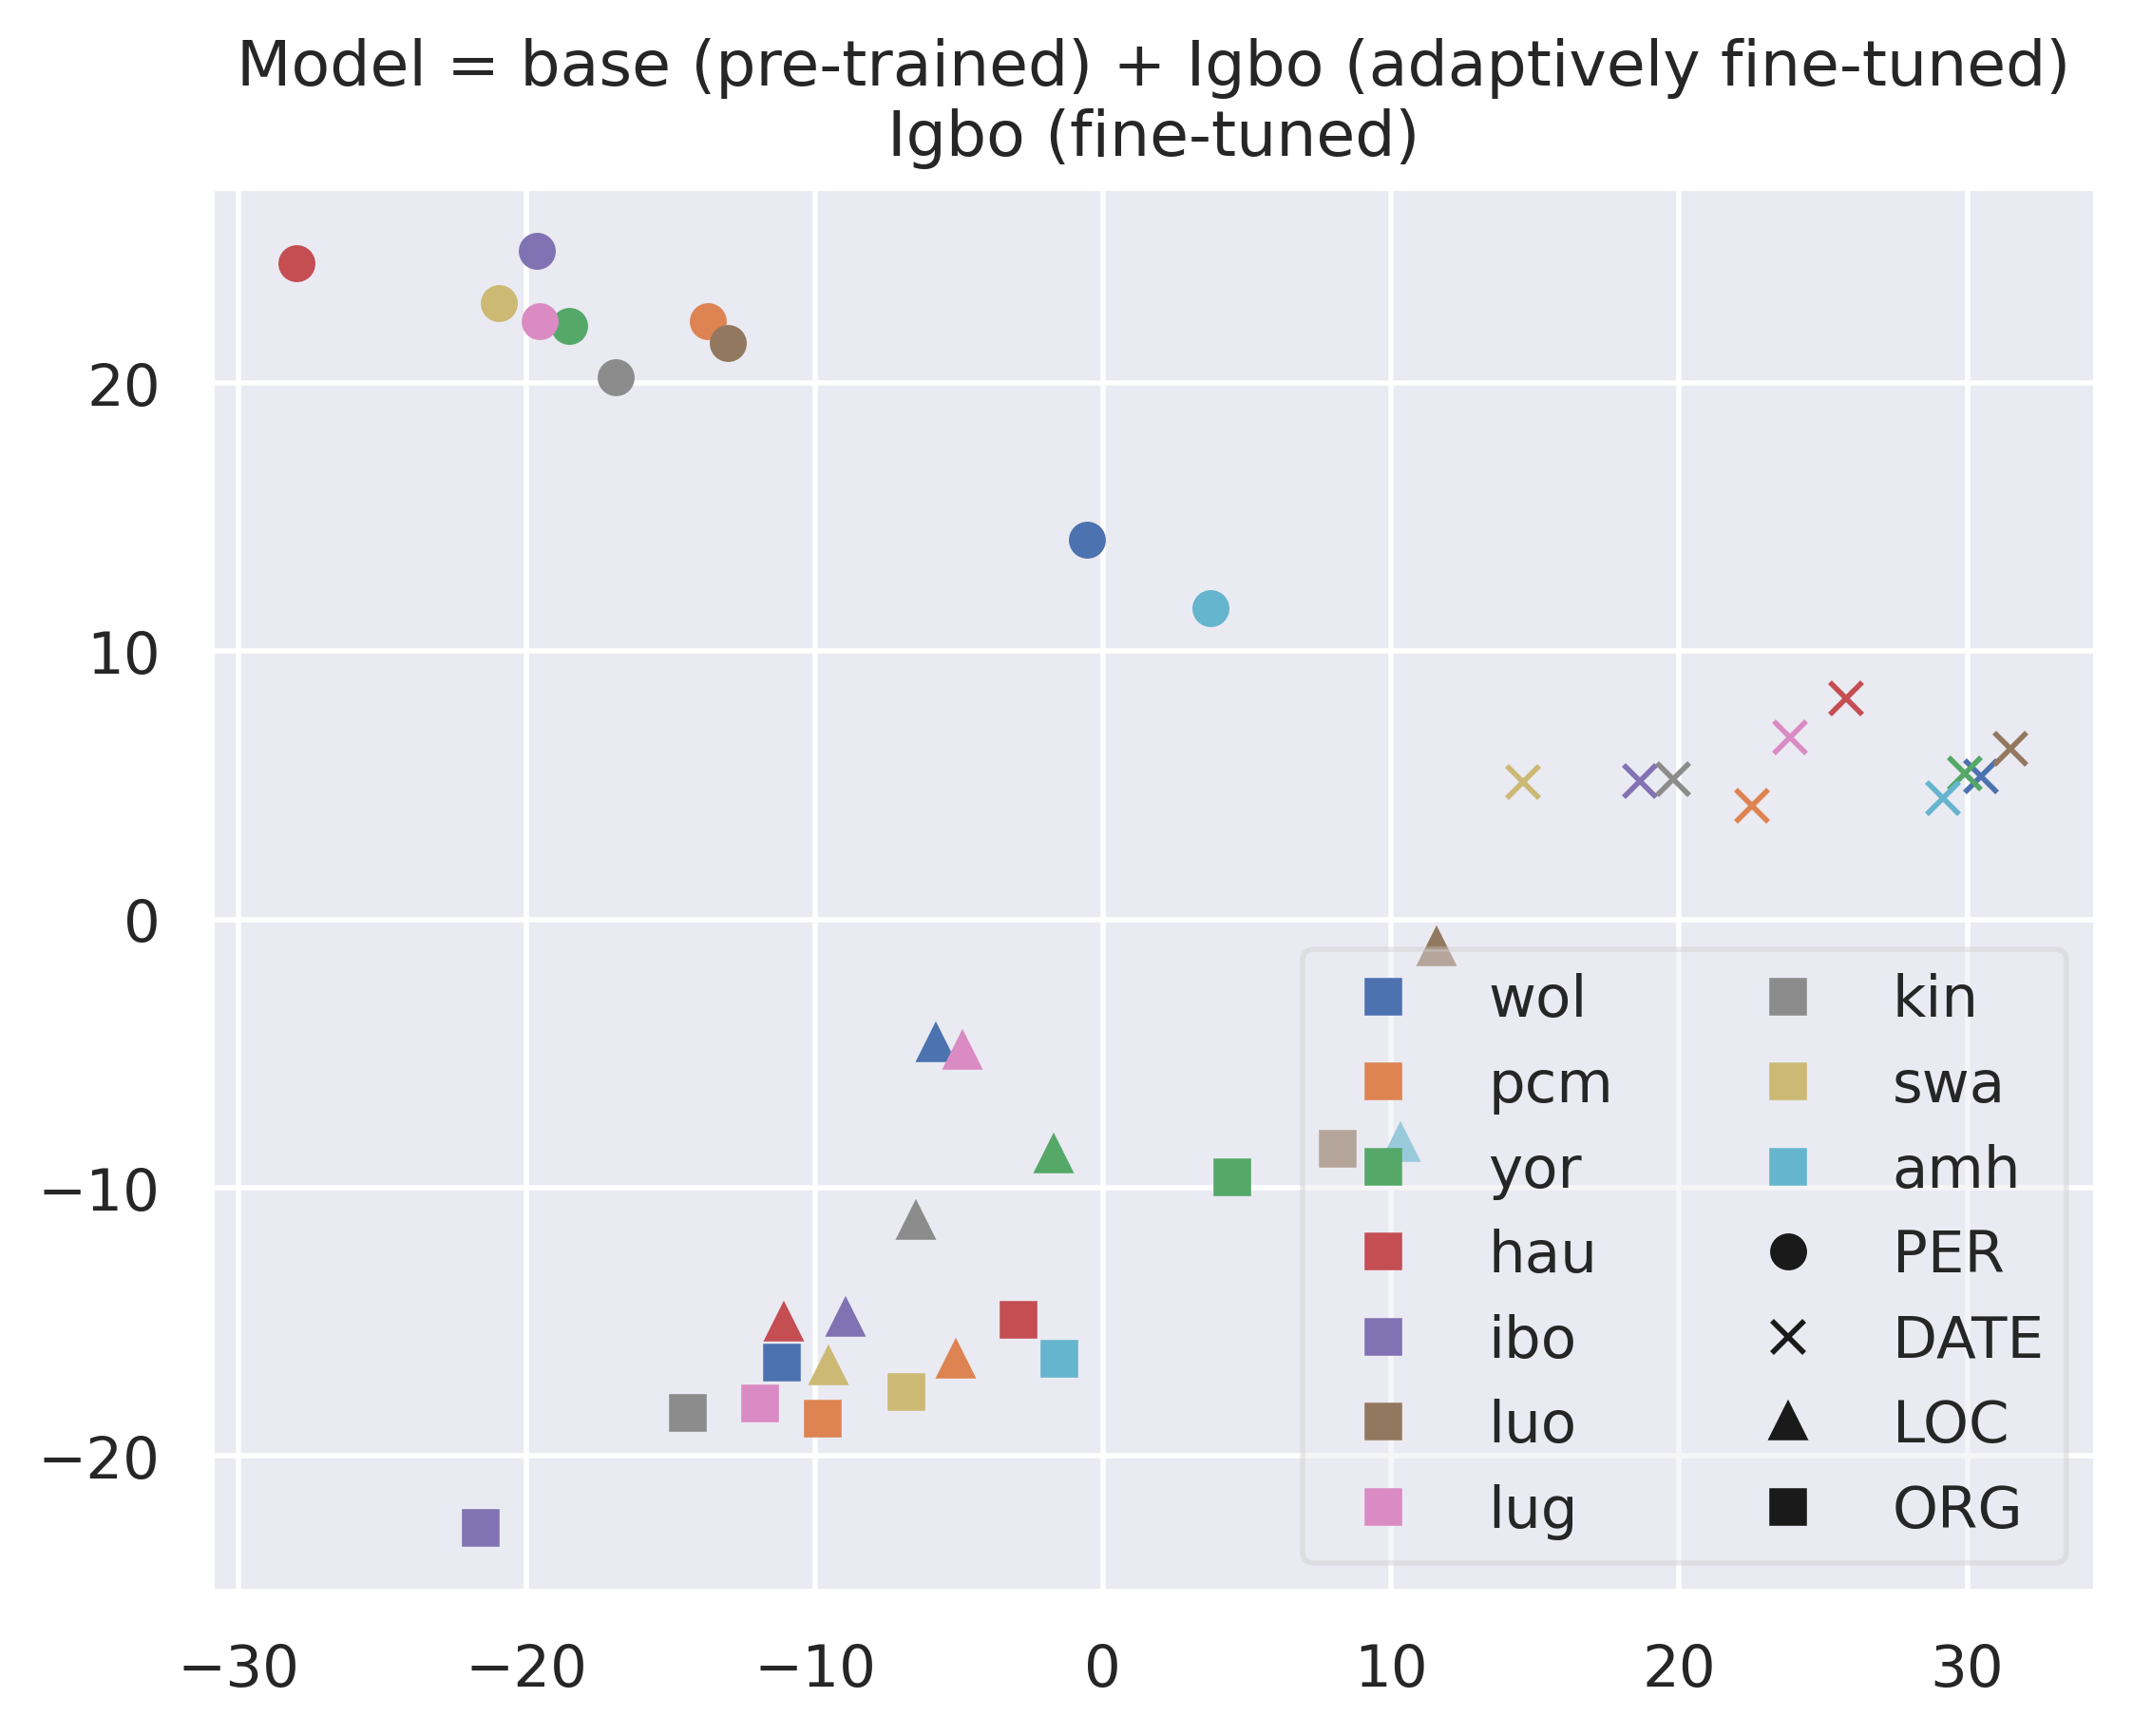 Model = base (pre-trained) + Igbo (adaptively fine-tuned)
Igbo (fine-tuned)
20
10
0
−10
−20
−30
−20
−10
0
10
20
30
wol
pcm
yor
hau
ibo
luo
lug
kin
swa
amh
PER
DATE
LOC
ORG